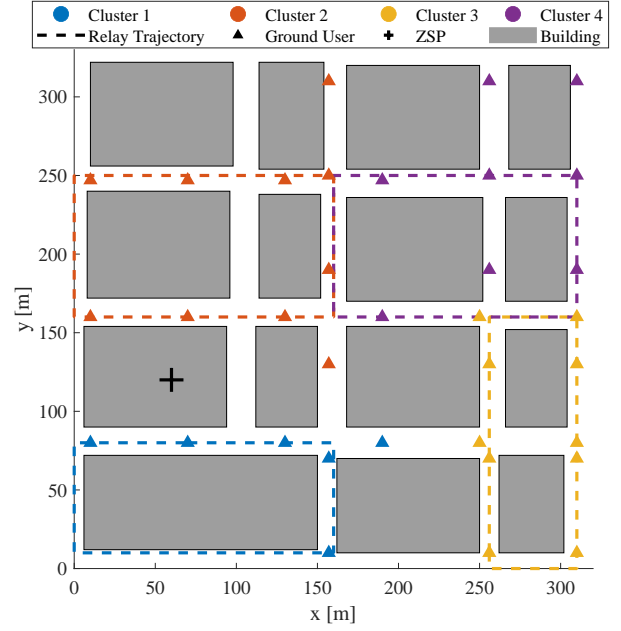 Cluster 1 Cluster 2 Cluster 3 Cluster 4
Relay Trajectory Ground User ZSP Building
300
250
200
150
100
50
0
y [m]
0 50 100 150 200 250 300
x [m]